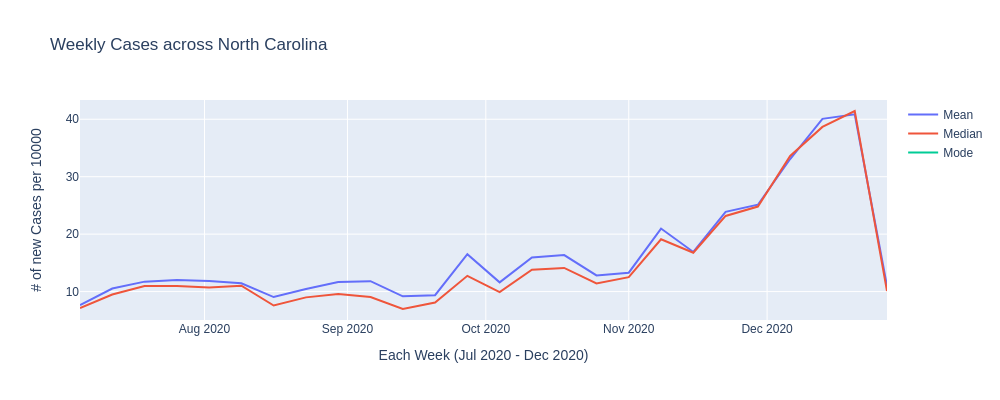 Weekly Cases across North Carolina
# of new Cases per 10000
40
30
20
10
Aug 2020
Sep 2020
Oct 2020
Nov 2020
Dec 2020
Each Week (Jul 2020 - Dec 2020)
Mean
Median
Mode